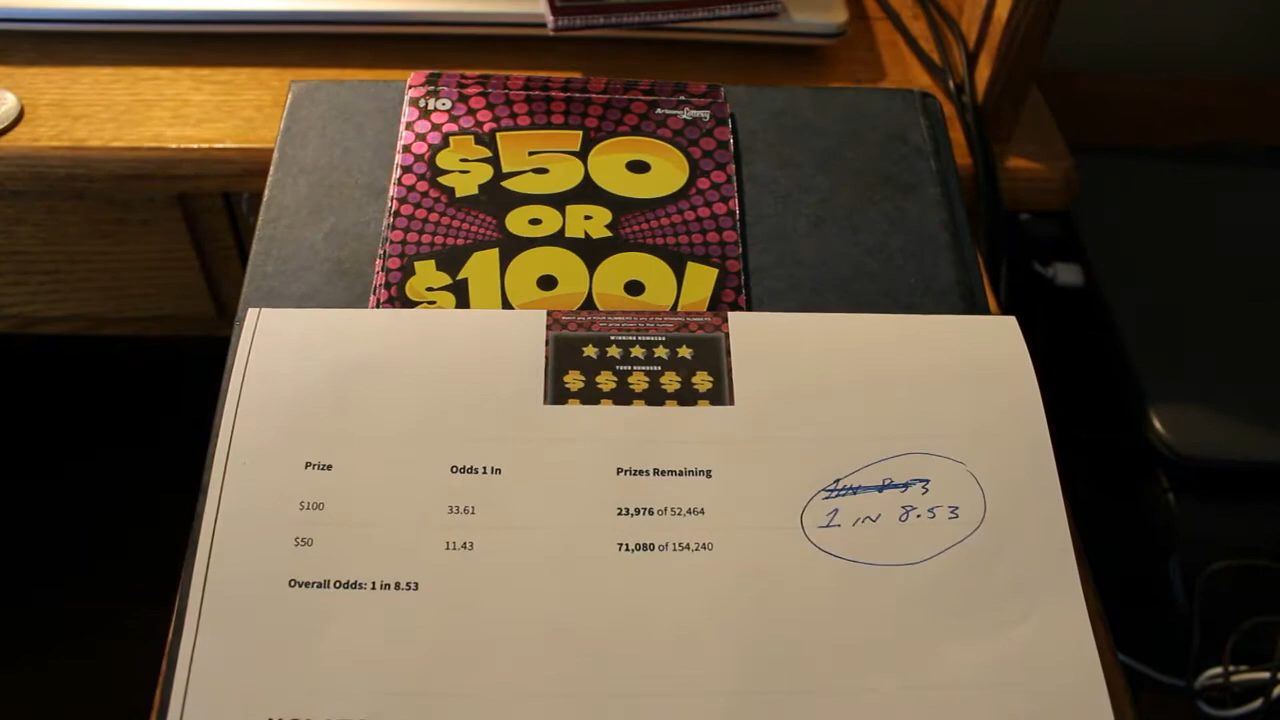 $10
Arizona Lottery
$50
OR
$100!
WINNING NUMBERS
YOUR NUMBERS
Prize Odds 1 In Prizes Remaining
$100 33.61 23,976 of 52,464
$50 11.43 71,080 of 154,240
Overall Odds: 1 in 8.53
1 IN 8.53
1 IN 8.53